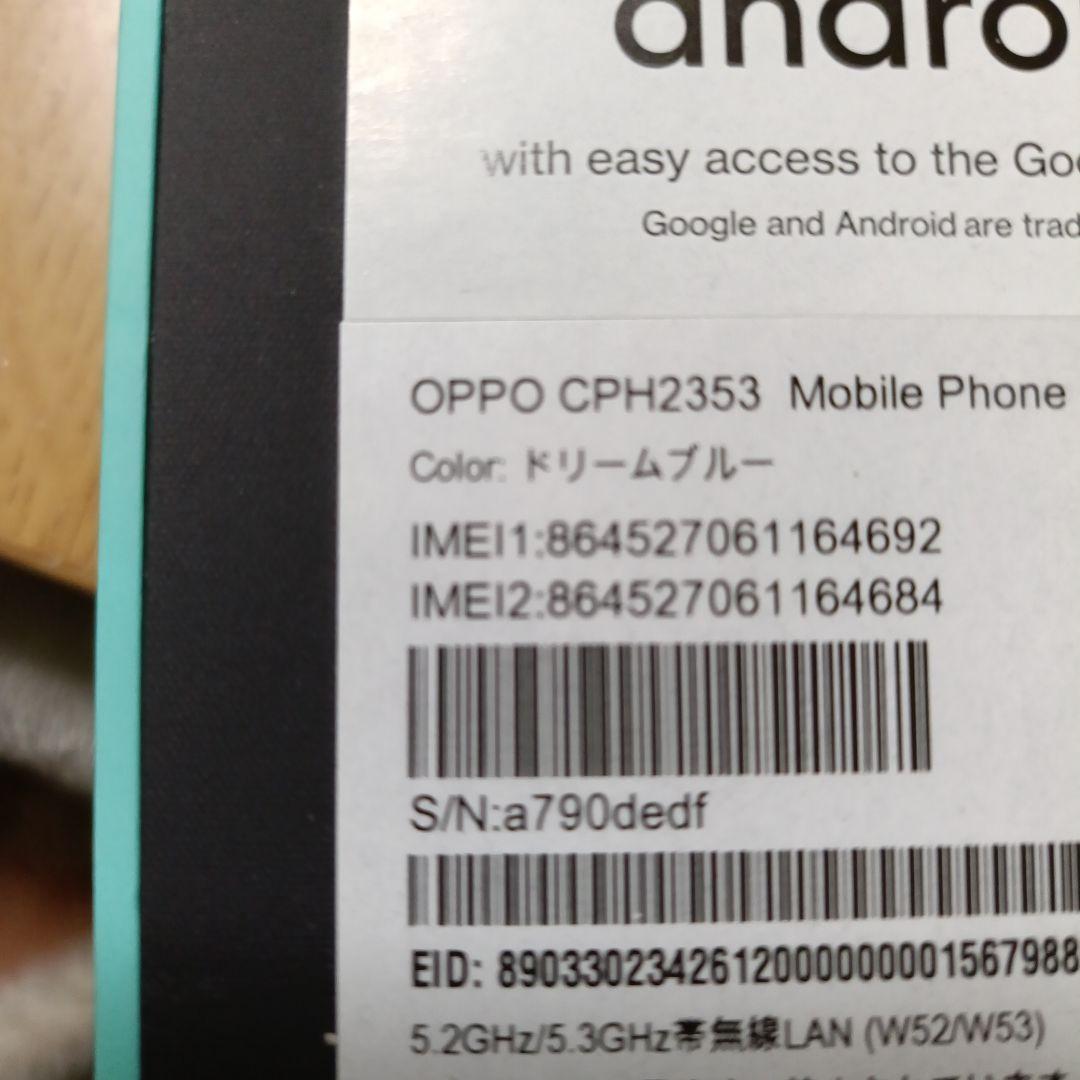 andro
with easy access to the Goo
Google and Android are trad
OPPO CPH2353 Mobile Phone
Color: ドリームブルー
IMEI1:864527061164692
IMEI2:864527061164684
S/N:a790dedf
EID: 89033023426120000000001567988
5.2GHz/5.3GHz帯無線LAN (W52/W53)